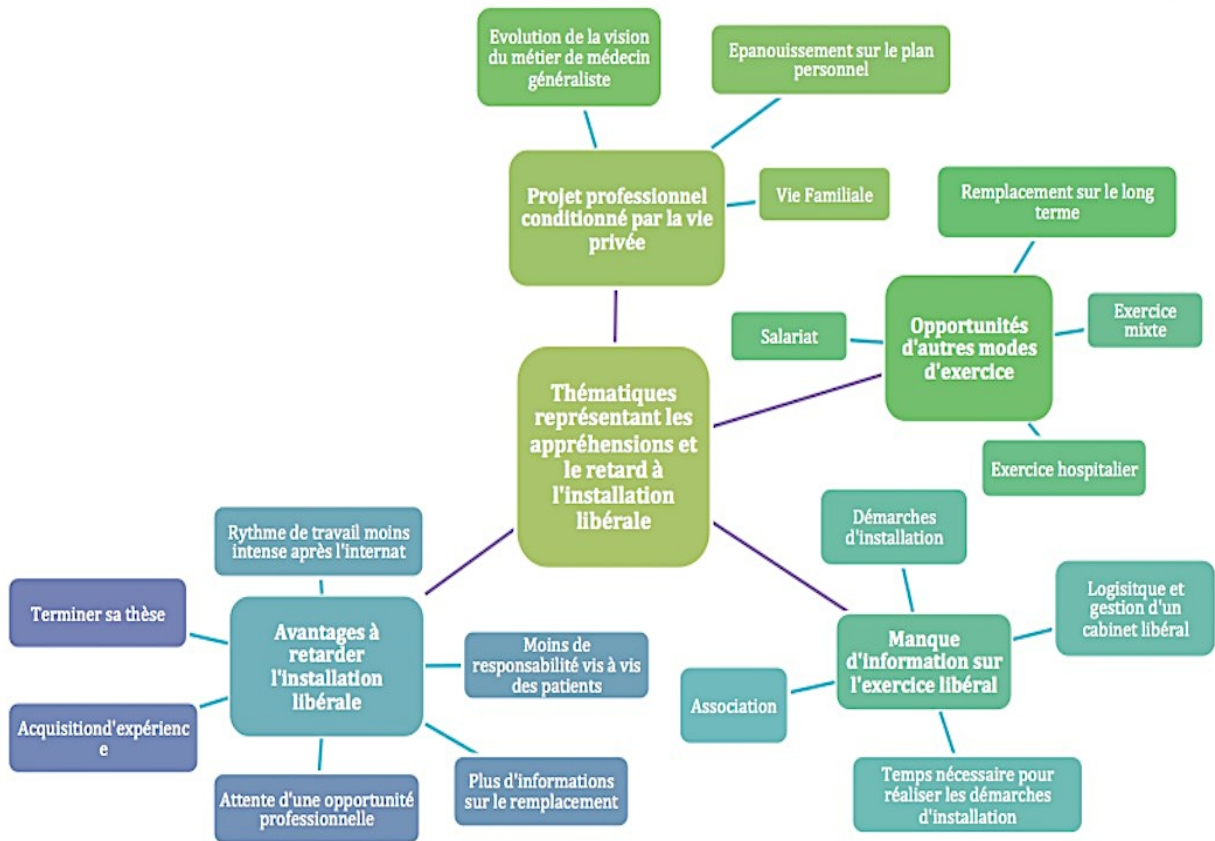 Evolution de la vision
du métier de médecin
généraliste
Epanouissement sur le plan
personnel
Projet professionnel
conditionné par la vie
privée
Vie Familiale
Remplacement sur le long
terme
Salariat
Opportunités
d'autres modes
d'exercice
Exercice
mixte
Exercice hospitalier
Thématiques
représentant les
appréhensions et
le retard à
l'installation
libérale
Démarches
d'installation
Logisitque et
gestion d'un
cabinet libéral
Manque
d'information sur
l'exercice libéral
Association
Temps nécessaire pour
réaliser les démarches
d'installation
Rythme de travail moins
intense après l'internat
Terminer sa thèse
Avantages à
retarder
l'installation
libérale
Moins de
responsabilité vis à vis
des patients
Acquisitiond'expérienc
e
Attente d'une opportunité
professionnelle
Plus d'informations
sur le remplacement